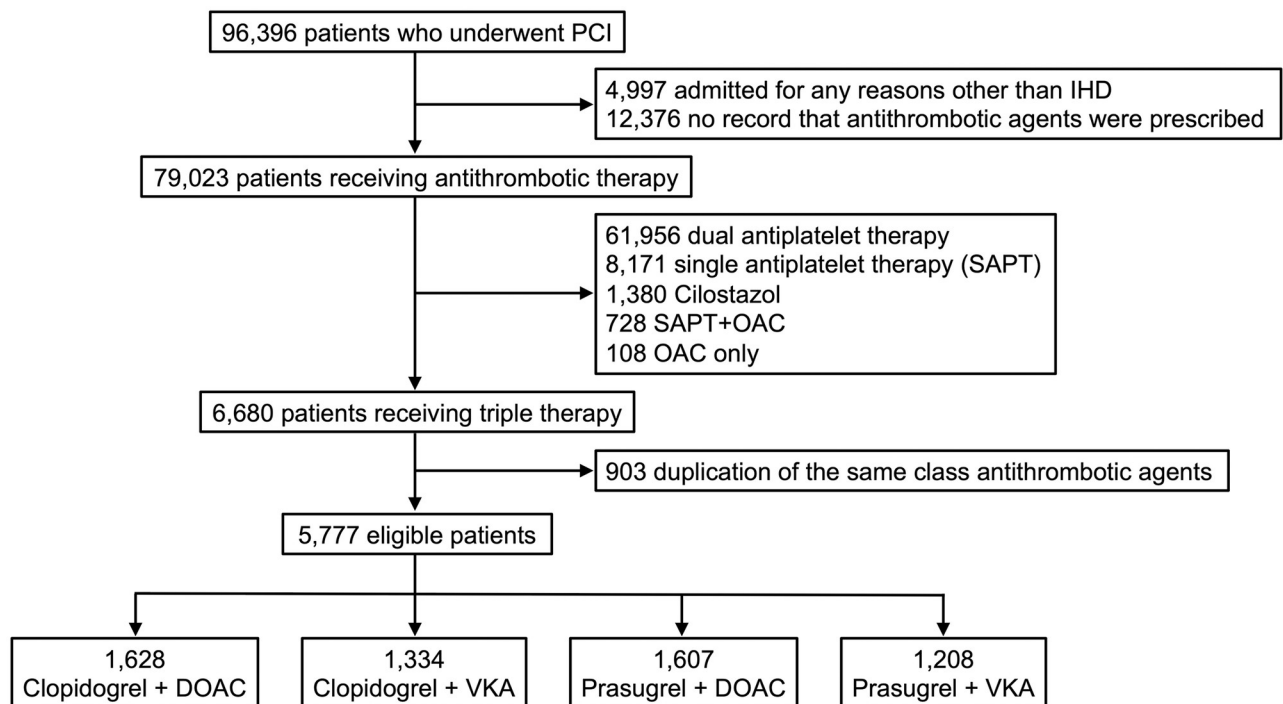 96,396 patients who underwent PCI
4,997 admitted for any reasons other than IHD
12,376 no record that antithrombotic agents were prescribed
79,023 patients receiving antithrombotic therapy
61,956 dual antiplatelet therapy
8,171 single antiplatelet therapy (SAPT)
1,380 Cilostazol
728 SAPT+OAC
108 OAC only
6,680 patients receiving triple therapy
903 duplication of the same class antithrombotic agents
5,777 eligible patients
1,628
Clopidogrel + DOAC
1,334
Clopidogrel + VKA
1,607
Prasugrel + DOAC
1,208
Prasugrel + VKA